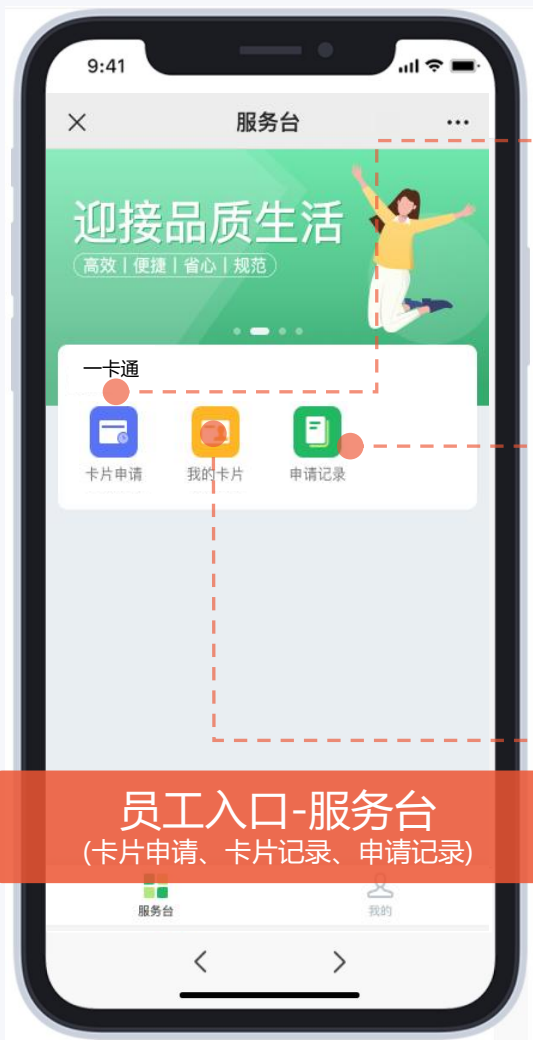 9:41
服务台
迎接品质生活
高效|便捷|省心|规范
一卡通
卡片申请
我的卡片
申请记录
员工入口-服务台
(卡片申请、卡片记录、申请记录)
服务台
我的